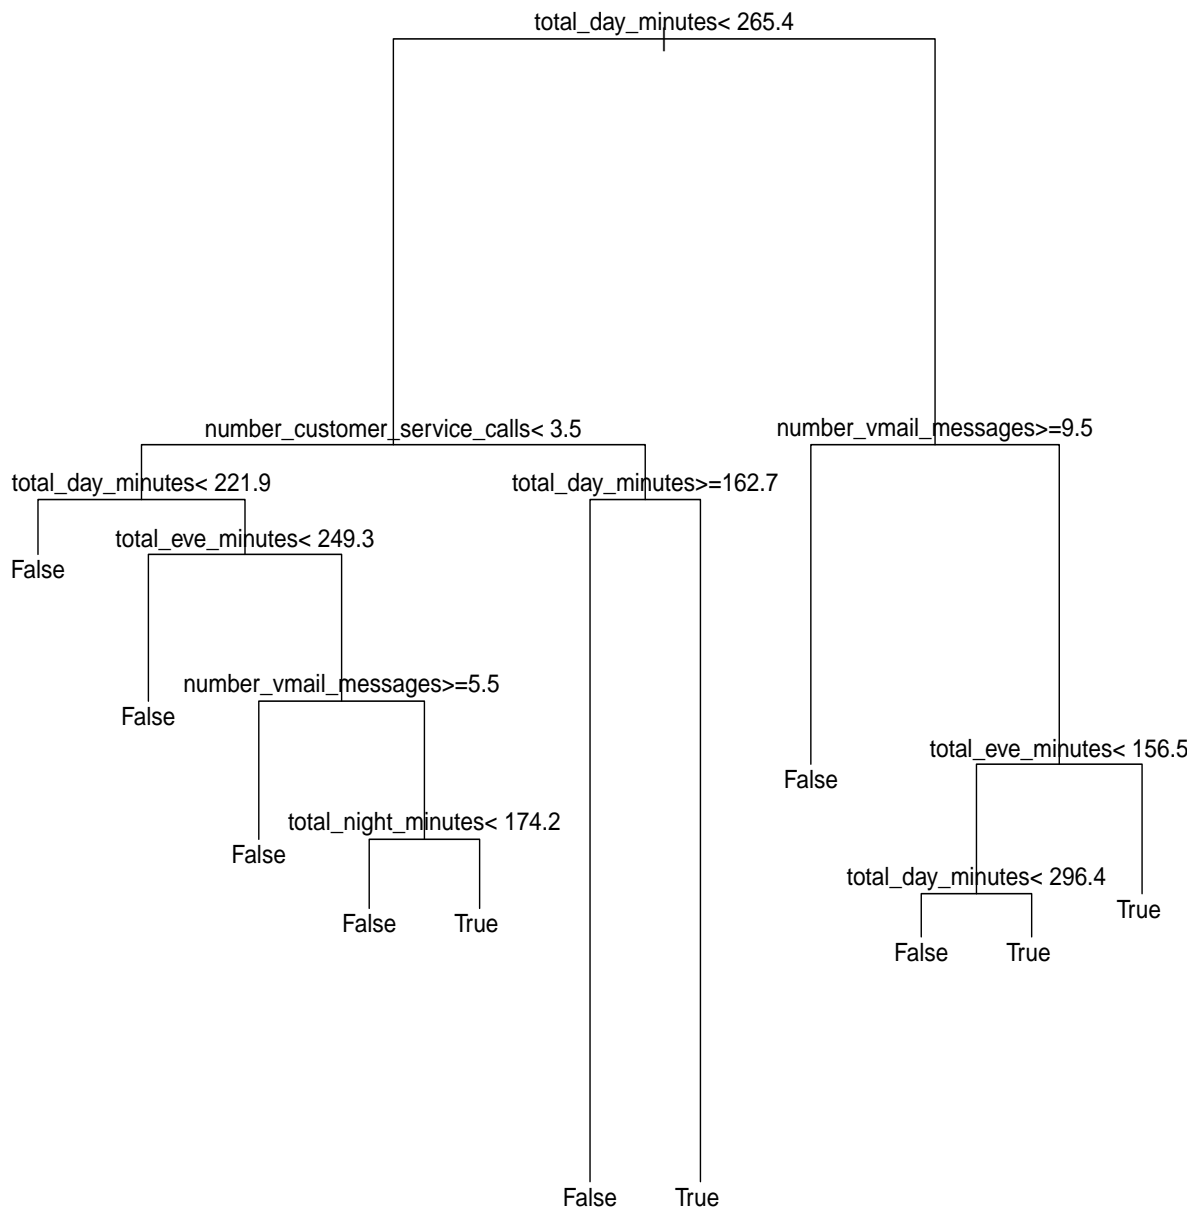 total_day_minutes< 265.4
number_customer_service_calls< 3.5
number_vmail_messages>=9.5
total_day_minutes< 221.9
total_day_minutes>=162.7
total_eve_minutes< 249.3
False
number_vmail_messages>=5.5
False
total_eve_minutes< 156.5
False
total_night_minutes< 174.2
False
total_day_minutes< 296.4
True
False
True
False
True
False
True